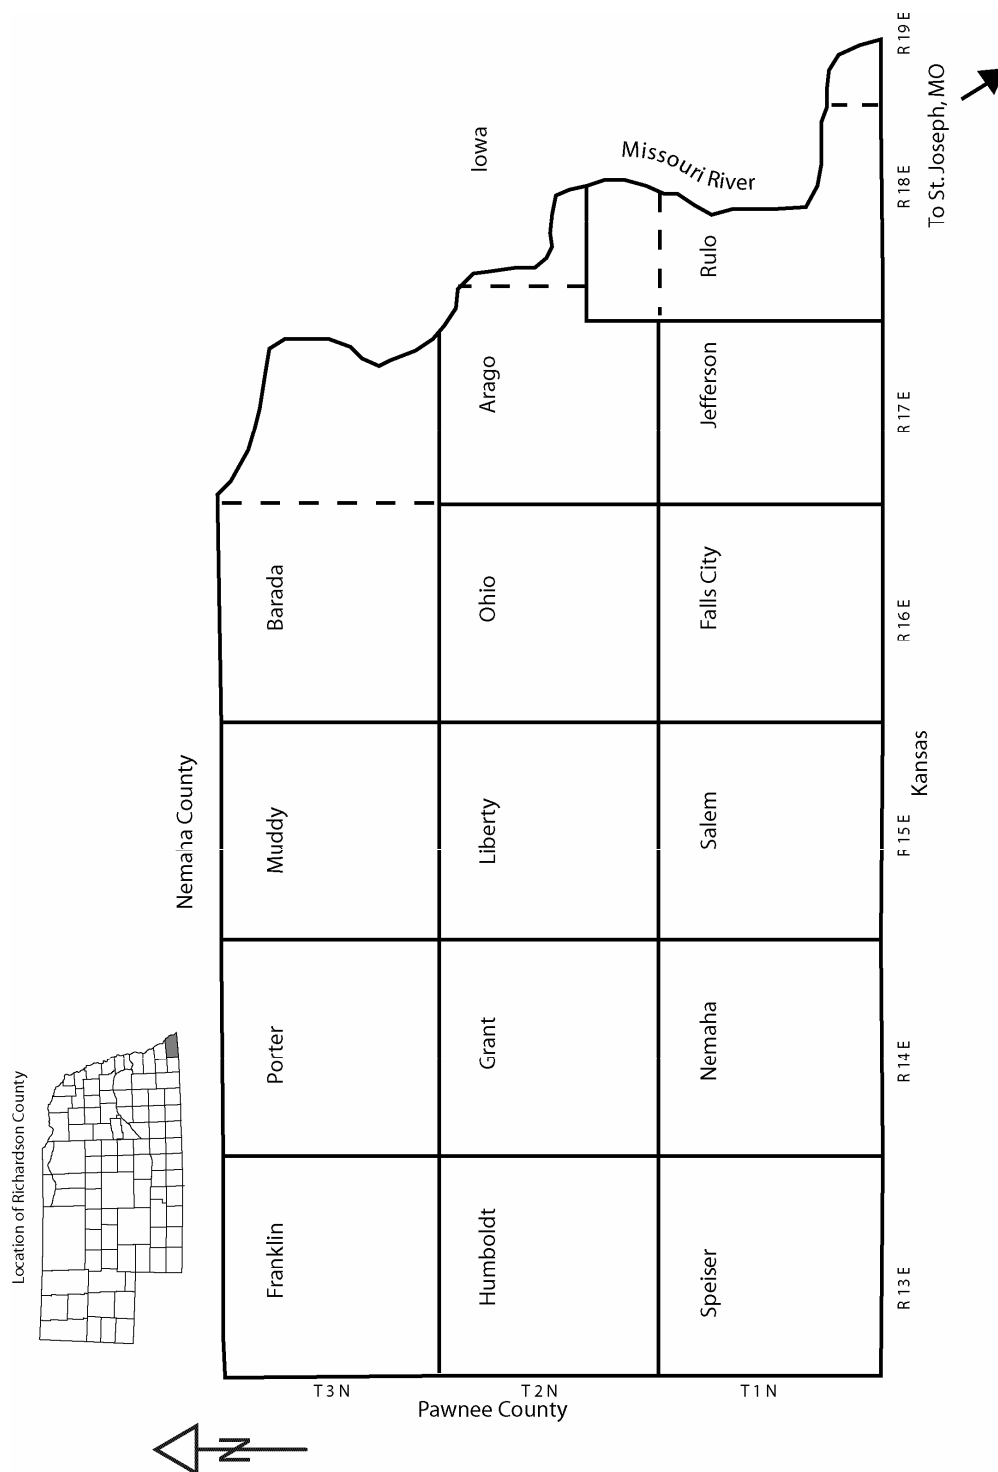 Location of Richardson County
Nemaha County
Iowa
Missouri River
Franklin
Porter
Muddy
Barada
Humboldt
Grant
Liberty
Ohio
Arago
Speiser
Nemaha
Salem
Falls City
Jefferson
Rulo
T 3 N
T 2 N
T 1 N
Pawnee County
R 13 E
R 14 E
R 15 E
R 16 E
R 17 E
R 18 E
R 19 E
Kansas
To St. Joseph, MO
N